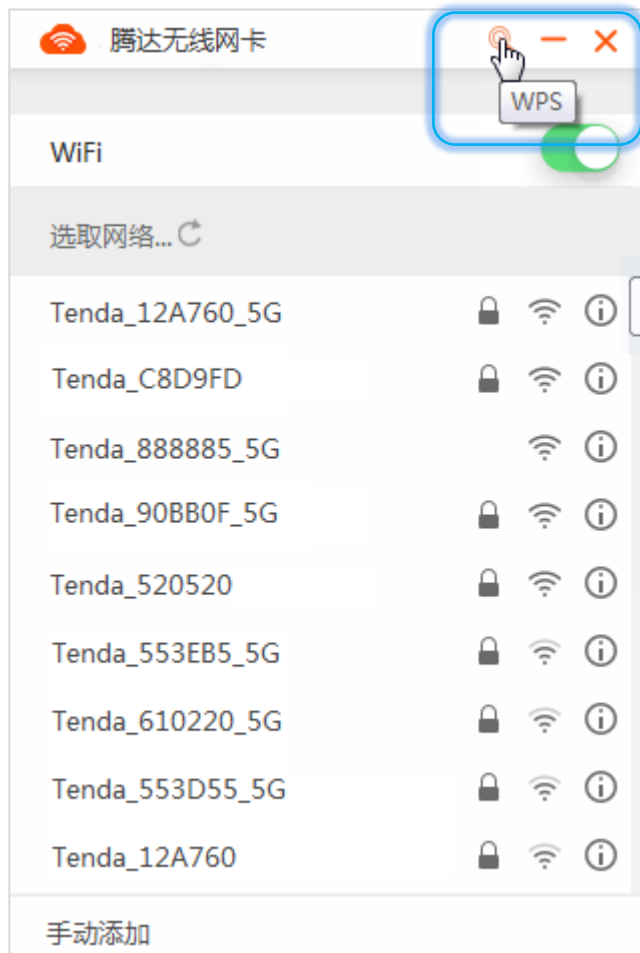 腾达无线网卡
WPS
WiFi
选取网络...
Tenda_12A760_5G
Tenda_C8D9FD
Tenda_888885_5G
Tenda_90BB0F_5G
Tenda_520520
Tenda_553EB5_5G
Tenda_610220_5G
Tenda_553D55_5G
Tenda_12A760
手动添加